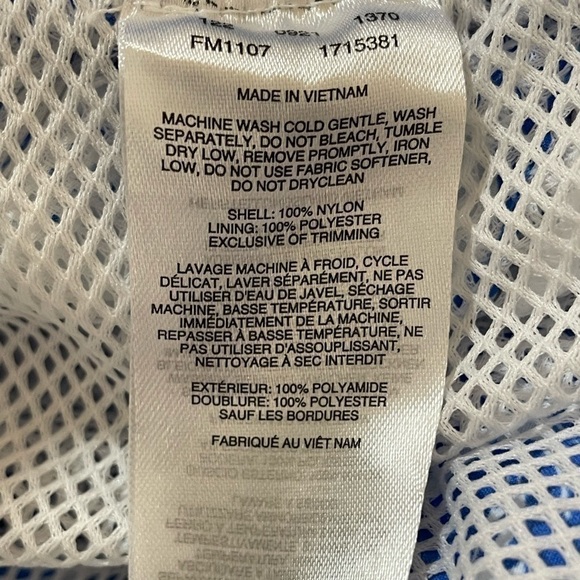 122 0921 1370
FM1107 1715381
MADE IN VIETNAM
MACHINE WASH COLD GENTLE, WASH
SEPARATELY, DO NOT BLEACH, TUMBLE
DRY LOW, REMOVE PROMPTLY, IRON
LOW, DO NOT USE FABRIC SOFTENER,
DO NOT DRYCLEAN
SHELL: 100% NYLON
LINING: 100% POLYESTER
EXCLUSIVE OF TRIMMING
LAVAGE MACHINE À FROID, CYCLE
DÉLICAT, LAVER SÉPARÉMENT, NE PAS
UTILISER D'EAU DE JAVEL, SÉCHAGE
MACHINE, BASSE TEMPÉRATURE, SORTIR
IMMÉDIATEMENT DE LA MACHINE,
REPASSER À BASSE TEMPÉRATURE, NE
PAS UTILISER D'ASSOUPLISSANT,
NETTOYAGE À SEC INTERDIT
EXTÉRIEUR: 100% POLYAMIDE
DOUBLURE: 100% POLYESTER
SAUF LES BORDURES
FABRIQUÉ AU VIÊT NAM